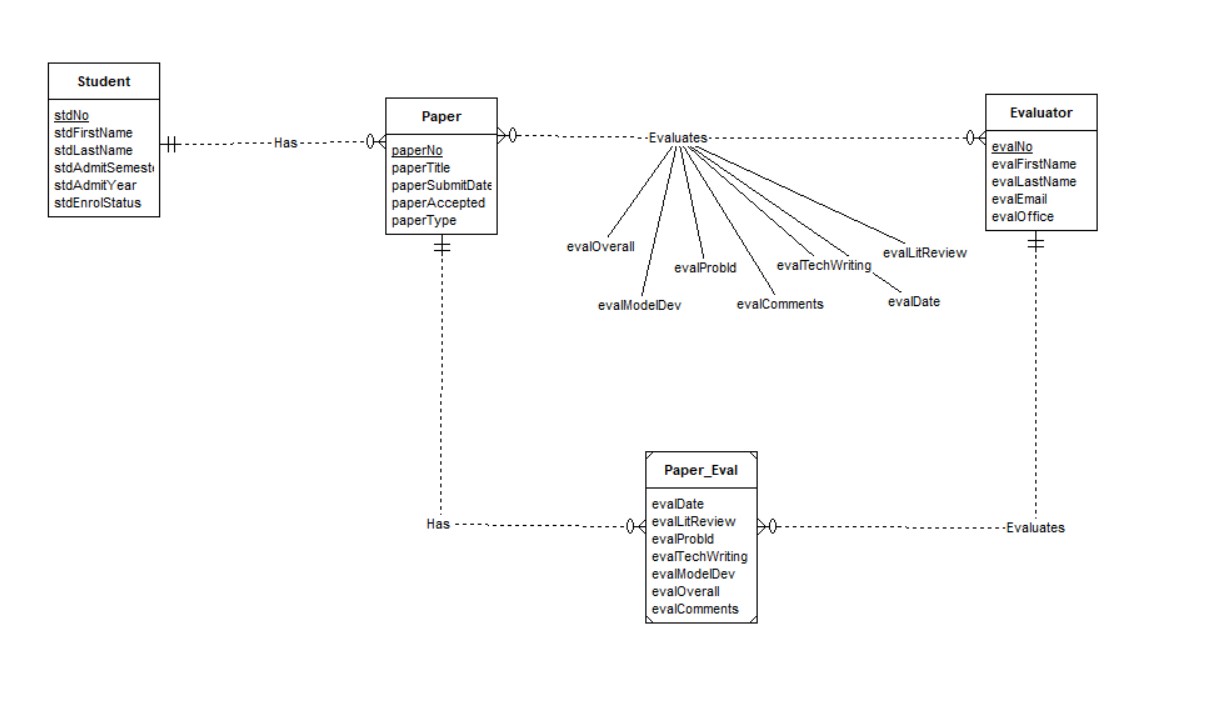 Student
stdNo
stdFirstName
stdLastName
stdAdmitSemest
stdAdmitYear
stdEnrolStatus
Has
Paper
paperNo
paperTitle
paperSubmitDate
paperAccepted
paperType
Evaluates
Evaluator
evalNo
evalFirstName
evalLastName
evalEmail
evalOffice
evalOverall
evalModelDev
evalProbId
evalComments
evalTechWriting
evalDate
evalLitReview
Has
Paper_Eval
evalDate
evalLitReview
evalProbId
evalTechWriting
evalModelDev
evalOverall
evalComments
Evaluates